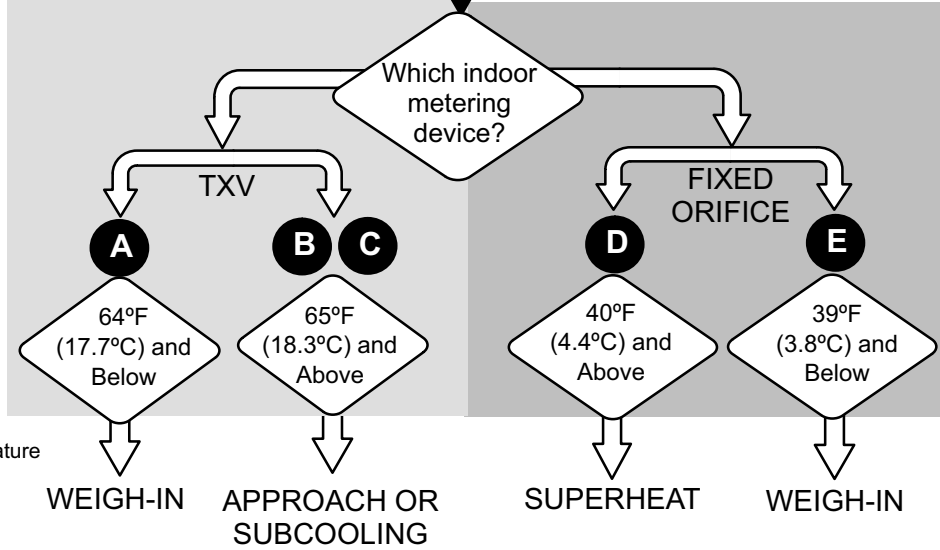 Which indoor
metering
device?
TXV
FIXED
ORIFICE
A
B C
D
E
64ºF
(17.7ºC) and
Below
65ºF
(18.3ºC) and
Above
40ºF
(4.4ºC) and
Above
39ºF
(3.8ºC) and
Below
ature
WEIGH-IN
APPROACH OR
SUBCOOLING
SUPERHEAT
WEIGH-IN